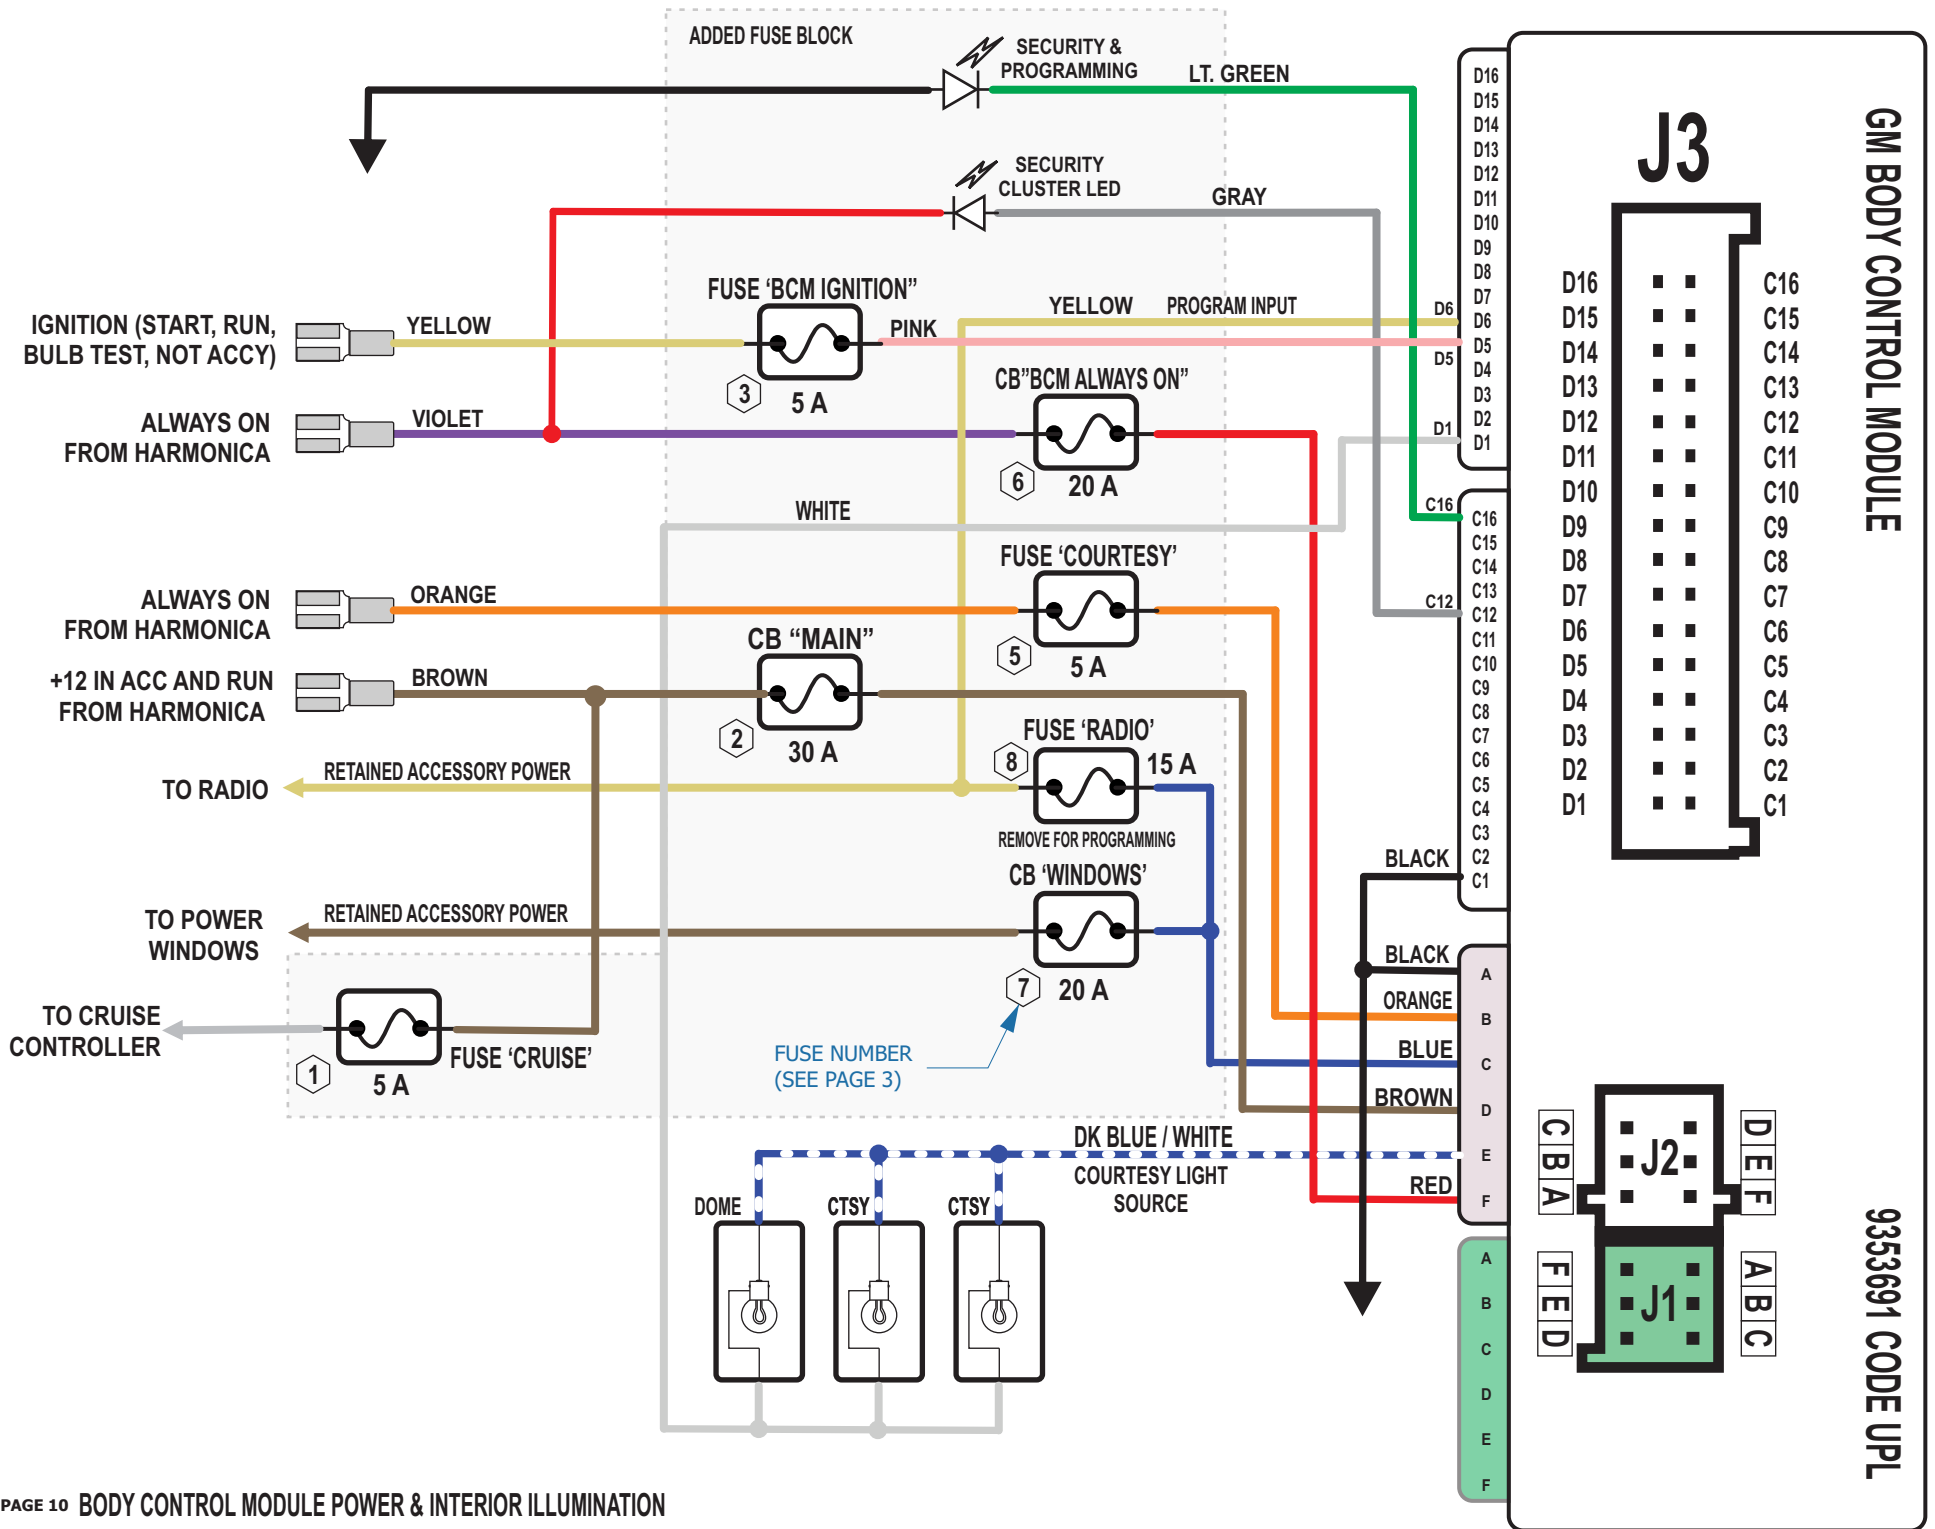 ADDED FUSE BLOCK
SECURITY &
PROGRAMMING
LT. GREEN
SECURITY
CLUSTER LED
GRAY
FUSE ‘BCM IGNITION”
IGNITION (START, RUN,
BULB TEST, NOT ACCY)
YELLOW
PINK
YELLOW
PROGRAM INPUT
3
5 A
CB”BCM ALWAYS ON”
ALWAYS ON
FROM HARMONICA
VIOLET
6
20 A
WHITE
FUSE ‘COURTESY’
ALWAYS ON
FROM HARMONICA
ORANGE
5
5 A
CB “MAIN”
+12 IN ACC AND RUN
FROM HARMONICA
BROWN
2
30 A
FUSE ‘RADIO’
8
15 A
TO RADIO
RETAINED ACCESSORY POWER
REMOVE FOR PROGRAMMING
CB ‘WINDOWS’
TO POWER
WINDOWS
RETAINED ACCESSORY POWER
7
20 A
TO CRUISE
CONTROLLER
1
5 A
FUSE ‘CRUISE’
FUSE NUMBER
(SEE PAGE 3)
DK BLUE / WHITE
COURTESY LIGHT
SOURCE
DOME
CTSY
CTSY
D6
D5
D1
C16
C12
BLACK
BLACK
ORANGE
BLUE
BROWN
RED
D16
D15
D14
D13
D12
D11
D10
D9
D8
D7
D6
D5
D4
D3
D2
D1
C16
C15
C14
C13
C12
C11
C10
C9
C8
C7
C6
C5
C4
C3
C2
C1
A
B
C
D
E
F
A
B
C
D
E
F
J3
D16
D15
D14
D13
D12
D11
D10
D9
D8
D7
D6
D5
D4
D3
D2
D1
C16
C15
C14
C13
C12
C11
C10
C9
C8
C7
C6
C5
C4
C3
C2
C1
GM BODY CONTROL MODULE
J2
C
B
A
D
E
F
J1
F
E
D
A
B
C
9353691 CODE UPL
PAGE 10 BODY CONTROL MODULE POWER & INTERIOR ILLUMINATION